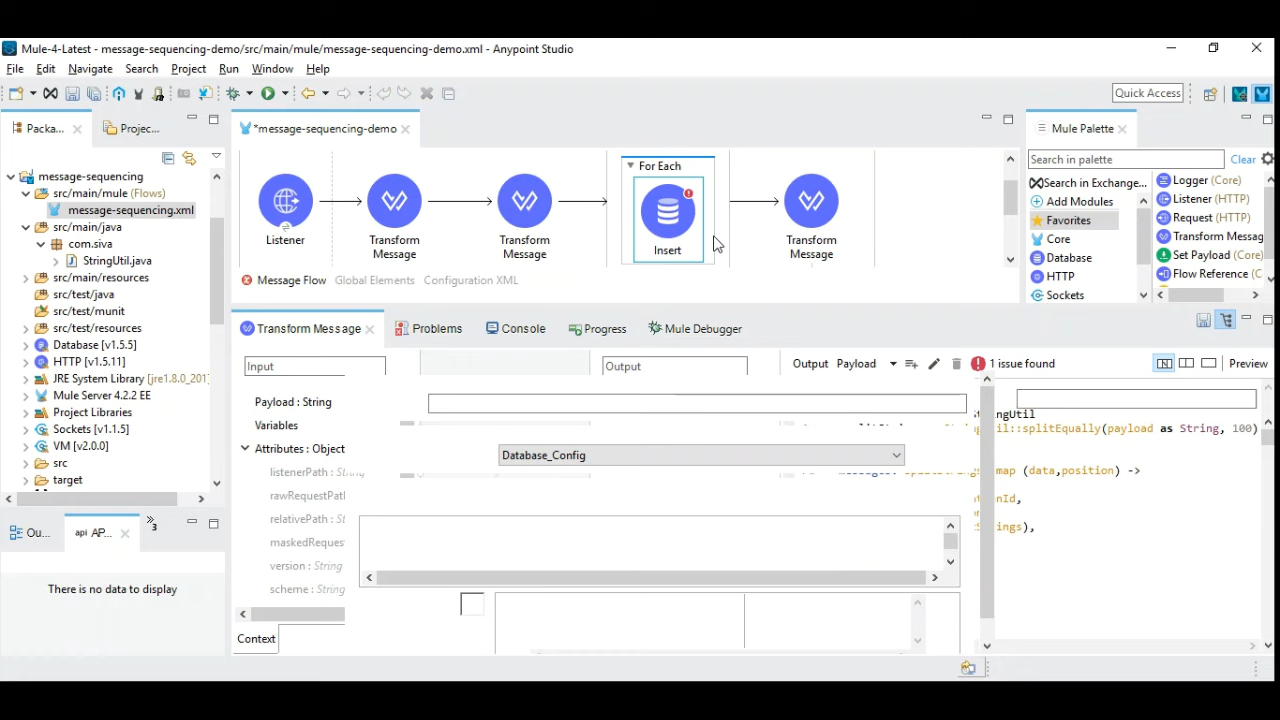 Mule-4-Latest - message-sequencing-demo/src/main/mule/message-sequencing-demo.xml - Anypoint Studio
File Edit Navigate Search Project Run Window Help
Quick Access
Packa...
Projec...
message-sequencing
src/main/mule (Flows)
message-sequencing.xml
src/main/java
com.siva
StringUtil.java
src/main/resources
src/test/java
src/test/munit
src/test/resources
Database [v1.5.5]
HTTP [v1.5.11]
JRE System Library [jre1.8.0_201]
Mule Server 4.2.2 EE
Project Libraries
Sockets [v1.1.5]
VM [v2.0.0]
src
target
Ou...
api AP...
3
There is no data to display
*message-sequencing-demo
Listener
Transform
Message
Transform
Message
For Each
Insert
Transform
Message
Message Flow Global Elements Configuration XML
Mule Palette
Search in palette
Clear
Search in Exchange...
Add Modules
Favorites
Core
Database
HTTP
Sockets
Logger (Core)
Listener (HTTP)
Request (HTTP)
Transform Messag
Set Payload (Core)
Flow Reference (C
Transform Message
Problems
Console
Progress
Mule Debugger
Input
Output
Output Payload
1 issue found
Preview
Payload : String
Variables
Attributes : Object
listenerPath : String
rawRequestPatl
relativePath : St
maskedReques
version : String
scheme : String
Context
Database_Config
tringUtil
il::splitEqually(payload as String, 100)
map (data,position) ->
onId,
ings),